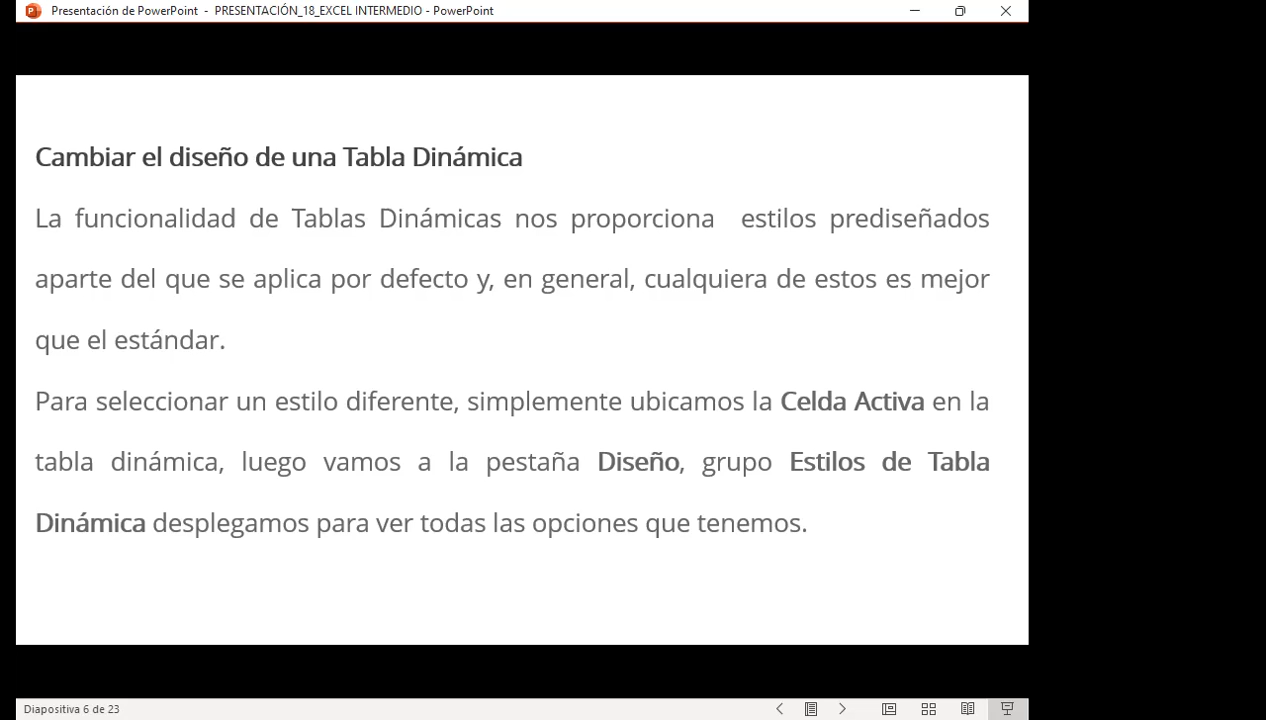 Presentación de PowerPoint - PRESENTACIÓN_18_EXCEL INTERMEDIO - PowerPoint
Cambiar el diseño de una Tabla Dinámica
La funcionalidad de Tablas Dinámicas nos proporciona estilos prediseñados
aparte del que se aplica por defecto y, en general, cualquiera de estos es mejor
que el estándar.
Para seleccionar un estilo diferente, simplemente ubicamos la Celda Activa en la
tabla dinámica, luego vamos a la pestaña Diseño, grupo Estilos de Tabla
Dinámica desplegamos para ver todas las opciones que tenemos.
Diapositiva 6 de 23